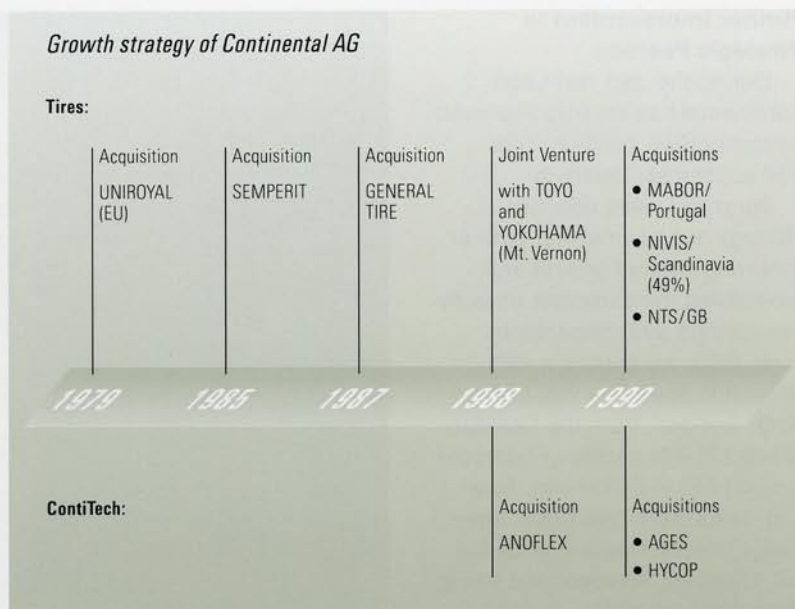 Growth strategy of Continental AG
Tires:
Acquisition
UNIROYAL
(EU)
Acquisition
SEMPERIT
Acquisition
GENERAL
TIRE
Joint Venture
with TOYO
and
YOKOHAMA
(Mt. Vernon)
Acquisitions
• MABOR/
Portugal
• NIVIS/
Scandinavia
(49%)
• NTS/GB
1979 1985 1987 1988 1990
ContiTech:
Acquisition
ANOFLEX
Acquisitions
• AGES
• HYCOP